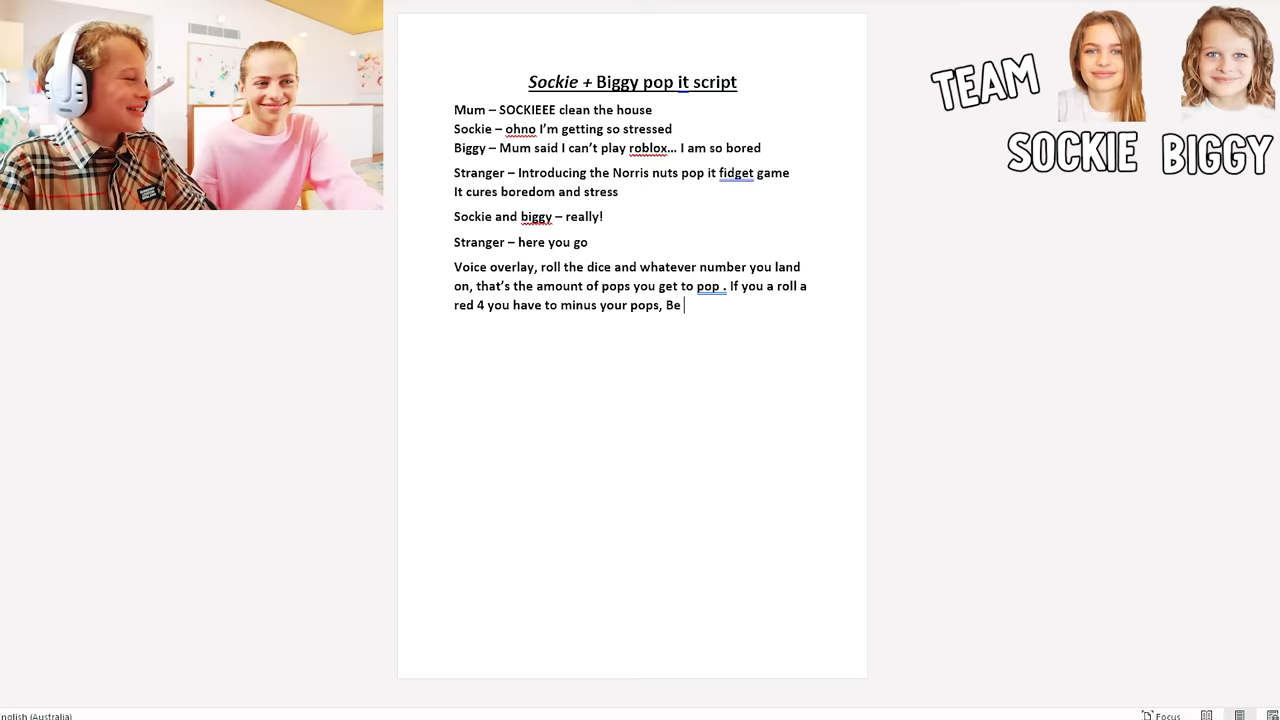 Sockie + Biggy pop it script
Mum – SOCKIEEE clean the house
Sockie – ohno I’m getting so stressed
Biggy – Mum said I can’t play roblox... I am so bored
Stranger – Introducing the Norris nuts pop it fidget game
It cures boredom and stress
Sockie and biggy – really!
Stranger – here you go
Voice overlay, roll the dice and whatever number you land
on, that’s the amount of pops you get to pop . If you a roll a
red 4 you have to minus your pops, Be
TEAM
SOCKIE BIGGY
nglish (Australia)
Focus